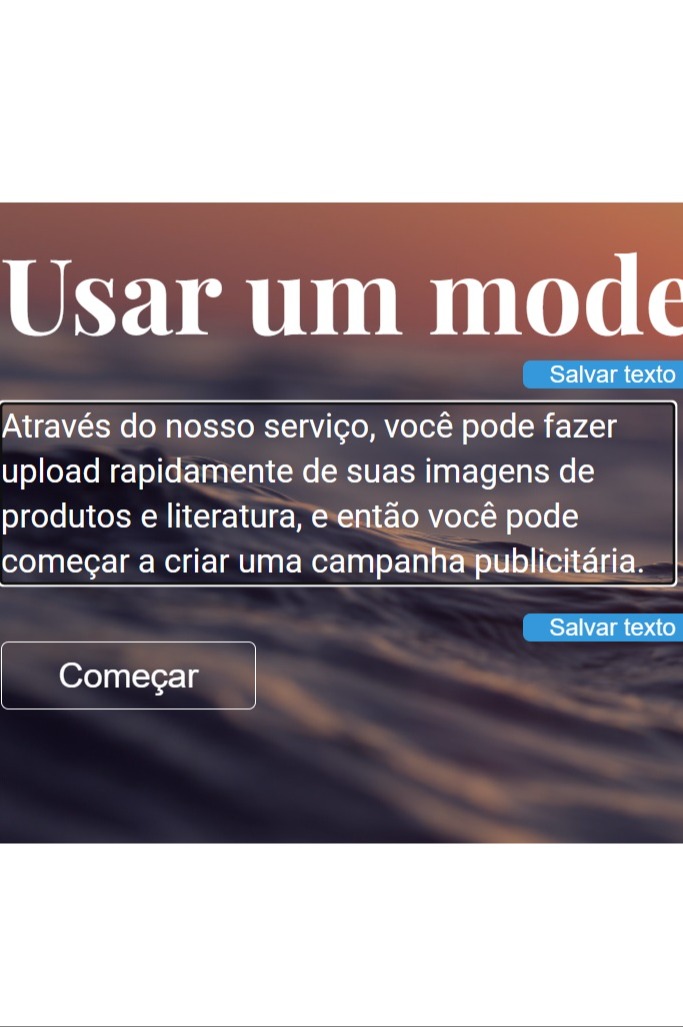 Usar um mode
Salvar texto
Através do nosso serviço, você pode fazer
upload rapidamente de suas imagens de
produtos e literatura, e então você pode
começar a criar uma campanha publicitária.
Salvar texto
Começar